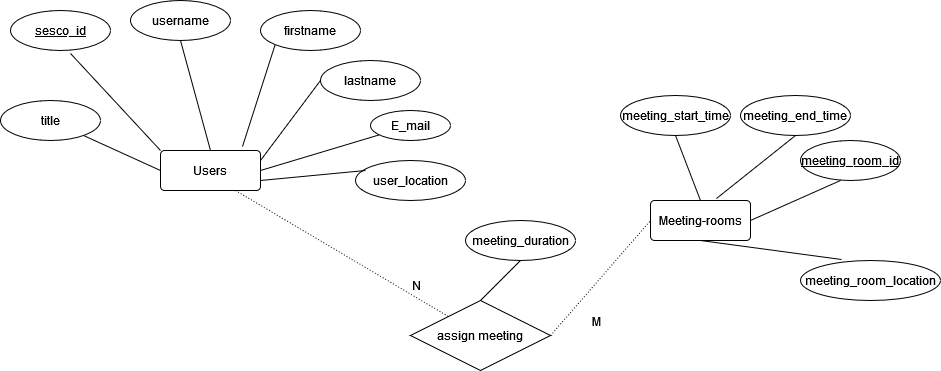 sesco_id
username
firstname
lastname
title
E_mail
Users
user_location
meeting_start_time
meeting_end_time
meeting_room_id
Meeting-rooms
meeting_duration
meeting_room_location
N
M
assign meeting